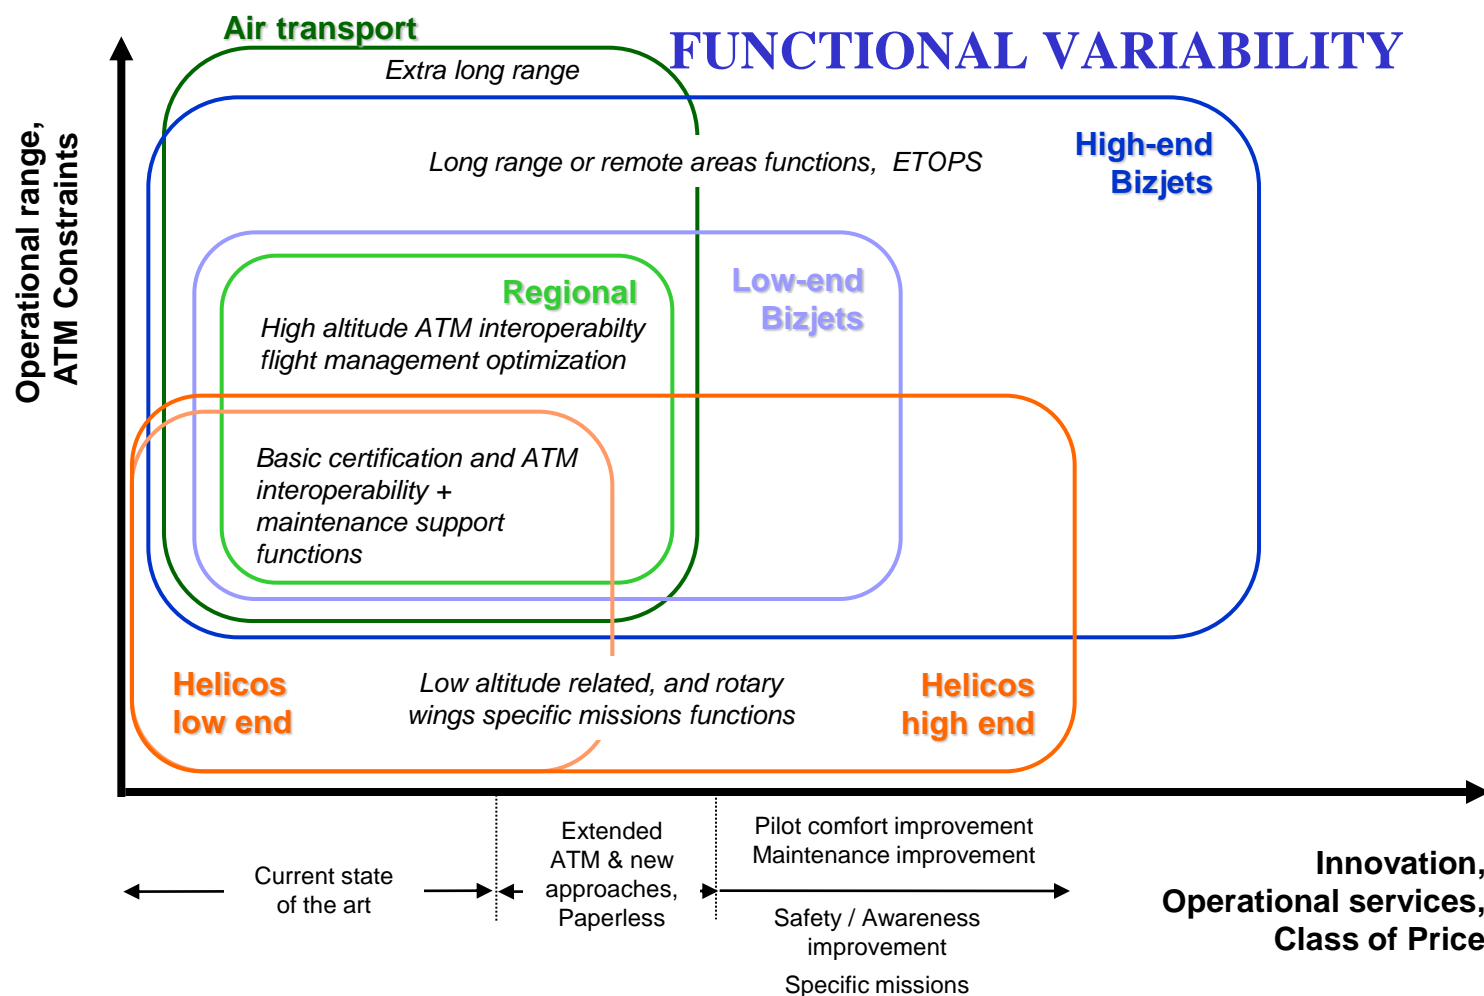 FUNCTIONAL VARIABILITY
Air transport
Extra long range
Operational range,
ATM Constraints
High-end
Bizjets
Long range or remote areas functions, ETOPS
Low-end
Bizjets
Regional
High altitude ATM interoperabilty
flight management optimization
Basic certification and ATM
interoperability +
maintenance support
functions
Helicos
low end
Low altitude related, and rotary
wings specific missions functions
Helicos
high end
Current state
of the art
Extended
ATM & new
approaches,
Paperless
Pilot comfort improvement
Maintenance improvement
Safety / Awareness
improvement
Specific missions
Innovation,
Operational services,
Class of Price